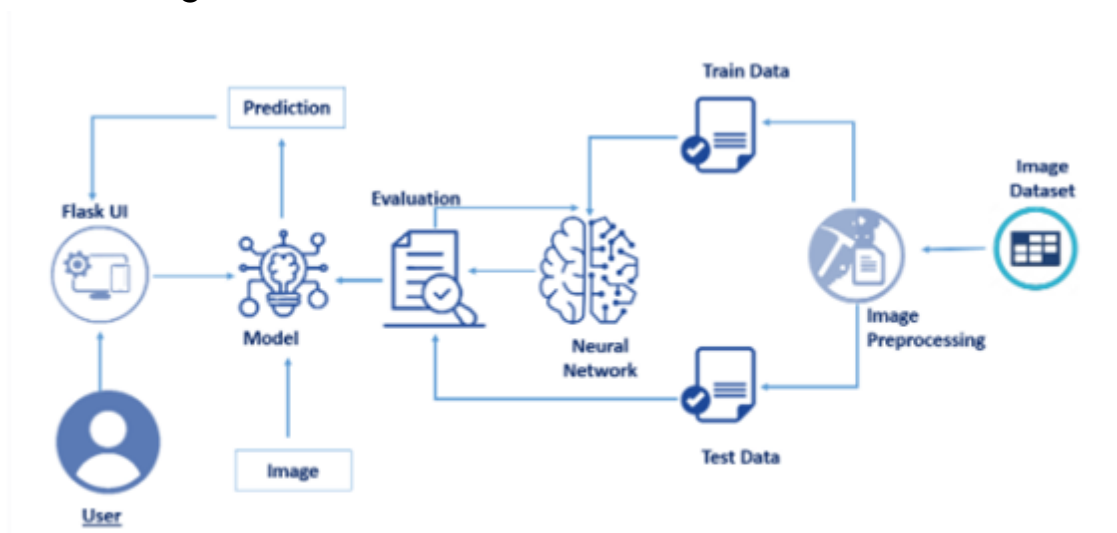 Train Data
Prediction
Image
Dataset
Evaluation
Flask UI
Model
Image
Preprocessing
Neural
Network
Image
Test Data
User